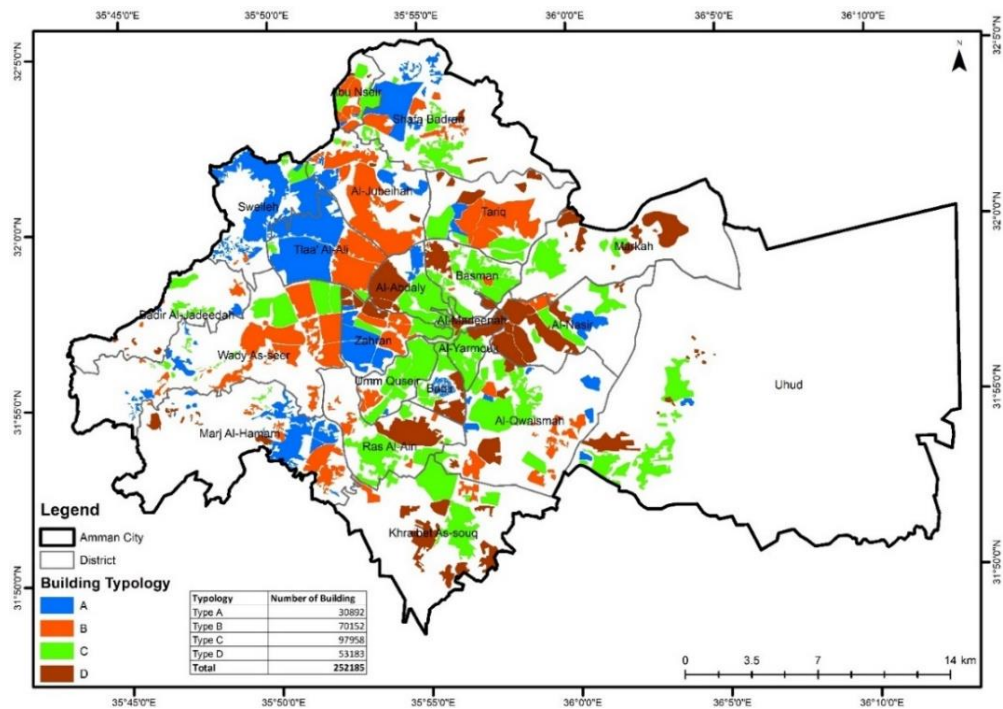 35°45'0"E 35°50'0"E 35°55'0"E 36°0'0"E 36°5'0"E 36°10'0"E
32°5'0"N
32°5'0"N
N
Abu Nseir
Shafa Badran
Al-Jubeihah
Sweileh
Tariq
32°0'0"N
32°0'0"N
Markah
Tlaa' Al-Ali
Basman
Al-Abdaly
Badir Al-Jadeedah
Al-Madeenah
Al-Nasir
Zahran
Al-Yarmouk
Wady As-seer
Umm Quseir
Badr
Uhud
31°55'0"N
31°55'0"N
Al-Qwaismah
Marj Al-Hamam
Ras Al-Ain
Khraibet As-souq
31°50'0"N
31°50'0"N
Legend
Amman City
District
Building Typology
A
B
C
D
Typology Number of Building
Type A 30892
Type B 70152
Type C 97958
Type D 53183
Total 252185
0 3.5 7 14 km
35°45'0"E 35°50'0"E 35°55'0"E 36°0'0"E 36°5'0"E 36°10'0"E